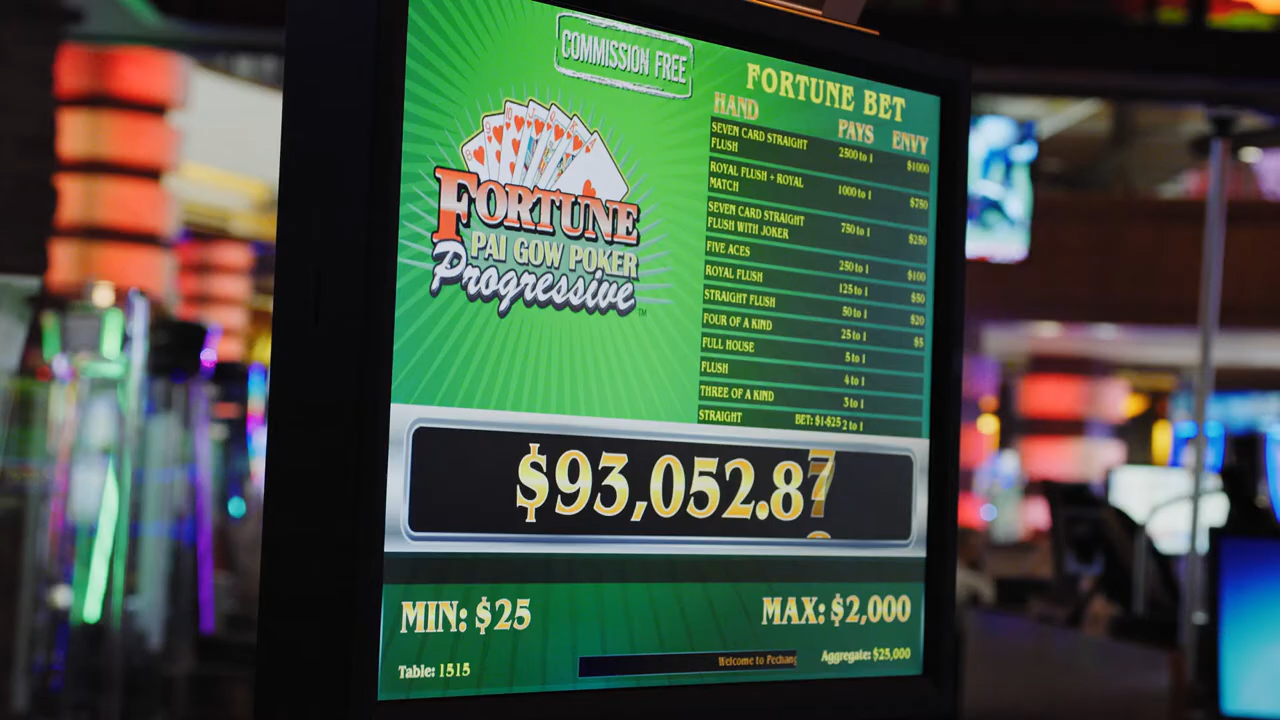 COMMISSION FREE
FORTUNE
PAI GOW POKER
Progressive™
FORTUNE BET
HAND PAYS ENVY
SEVEN CARD STRAIGHT
FLUSH 2500 to 1 $1000
ROYAL FLUSH + ROYAL
MATCH 1000 to 1 $750
SEVEN CARD STRAIGHT
FLUSH WITH JOKER 750 to 1 $250
FIVE ACES 250 to 1 $100
ROYAL FLUSH 125 to 1 $50
STRAIGHT FLUSH 50 to 1 $20
FOUR OF A KIND 25 to 1 $5
FULL HOUSE 5 to 1
FLUSH 4 to 1
THREE OF A KIND 3 to 1
STRAIGHT BET: $1-$25 2 to 1
$93,052.87
MIN: $25
MAX: $2,000
Table: 1515
Welcome to Pechang
Aggregate: $25,000